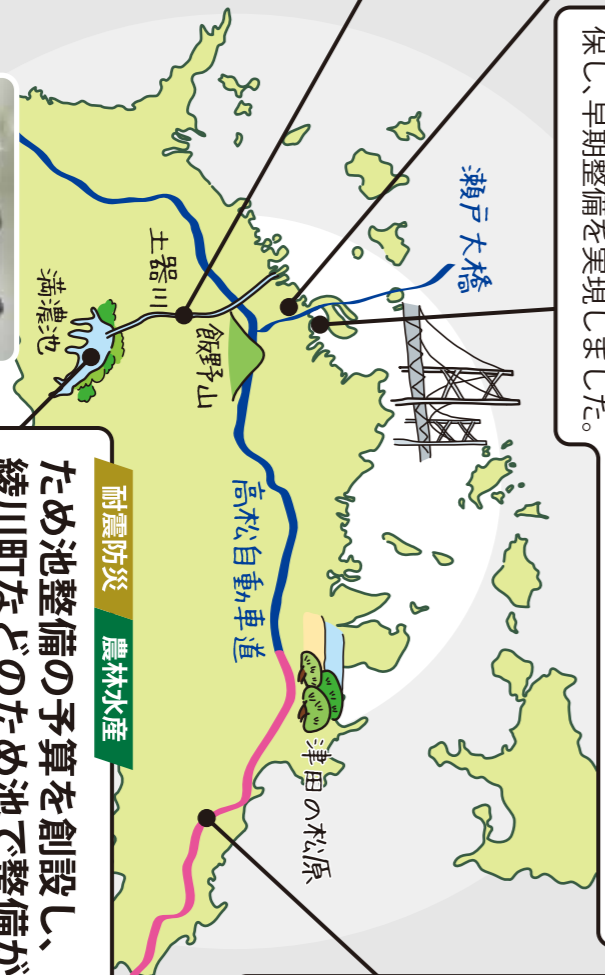 保し、早期整備を実現しました。
瀬戸大橋
土器川
飯野山
満濃池
高松自動車道
津田の松原
耐震防災
農林水産
ため池整備の予算を創設し、
綾川町などのため池で整備が